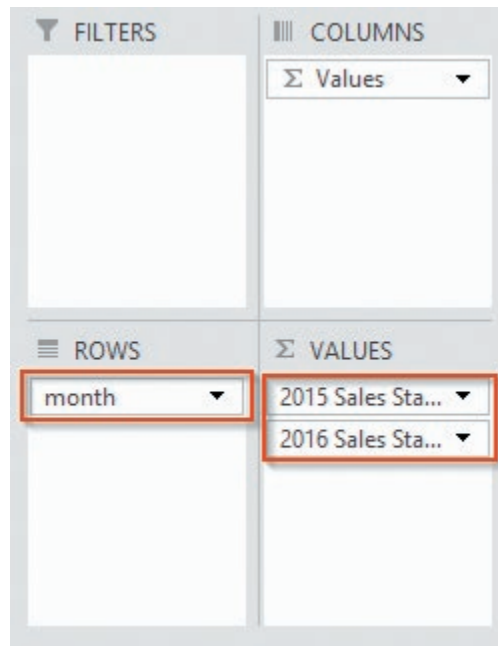 FILTERS
COLUMNS
Σ Values
ROWS
Σ VALUES
month
2015 Sales Sta...
2016 Sales Sta...